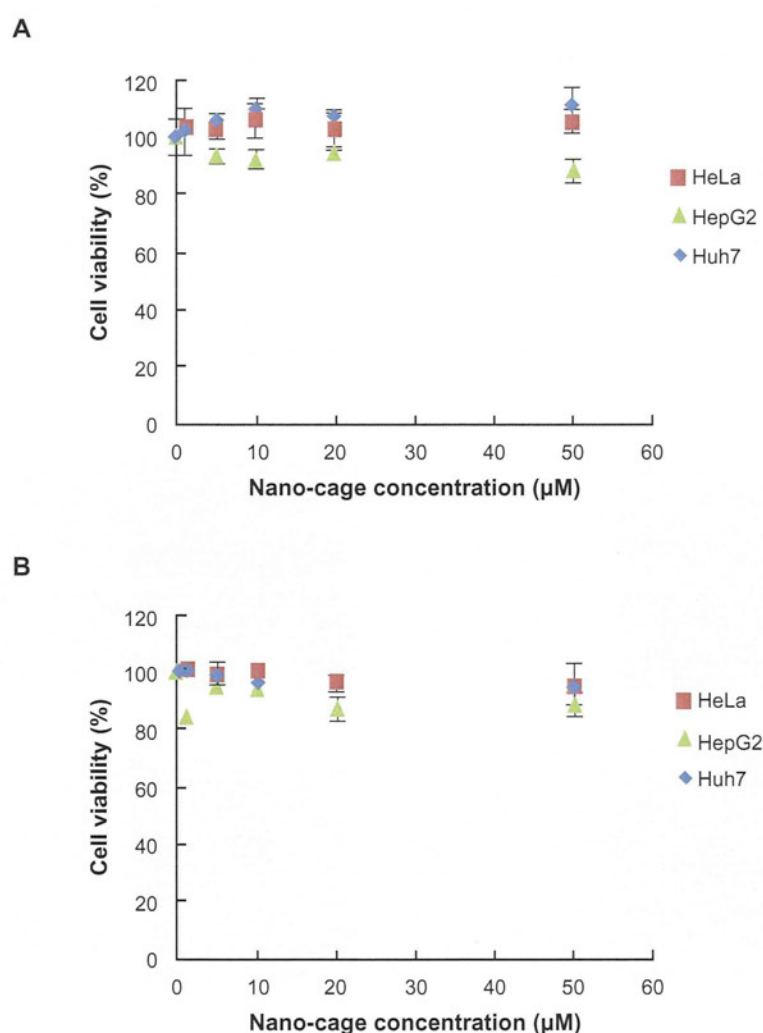 A
120
100
80
60
40
20
0
Cell viability (%)
0 10 20 30 40 50 60
Nano-cage concentration (µM)
HeLa
HepG2
Huh7
B
120
100
80
60
40
20
0
Cell viability (%)
0 10 20 30 40 50 60
Nano-cage concentration (µM)
HeLa
HepG2
Huh7